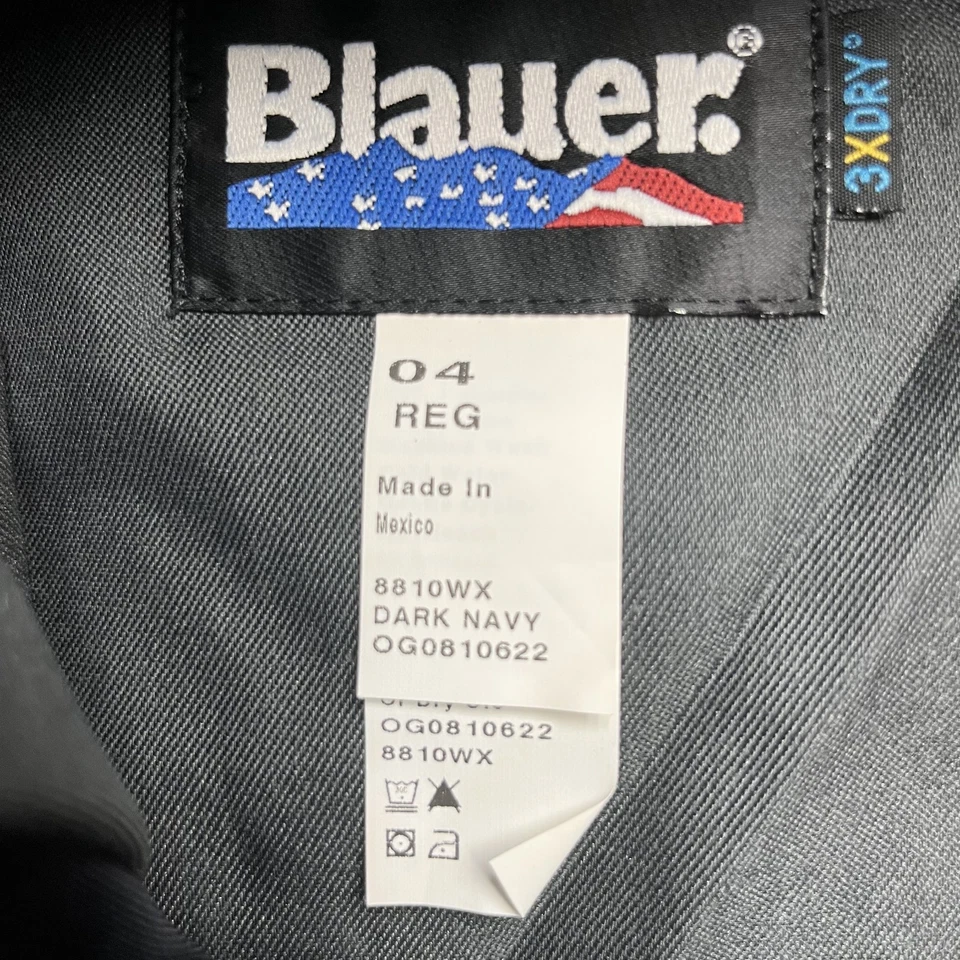 Blauer.®
3XDRY®
04
REG
Made In
Mexico
8810WX
DARK NAVY
OG0810622
OG0810622
8810WX